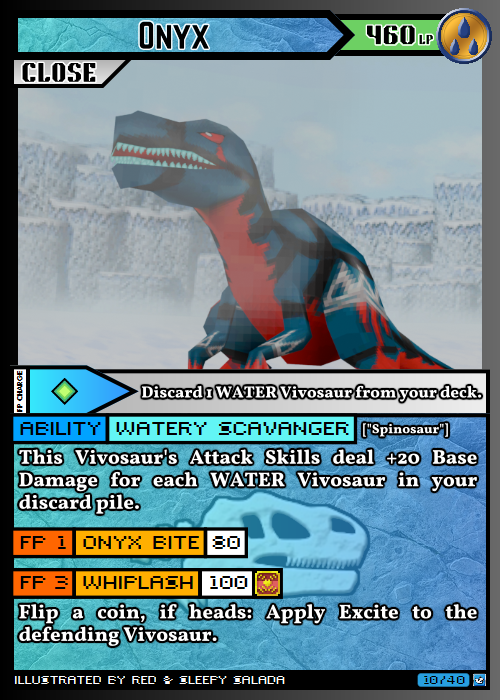 Onyx
460 LP
CLOSE
FP CHARGE
Discard 1 WATER Vivosaur from your deck.
ABILITY WATERY SCAVANGER ["Spinosaur"]
This Vivosaur's Attack Skills deal +20 Base
Damage for each WATER Vivosaur in your
discard pile.
FP 1 ONYX BITE 80
FP 3 WHIPLASH 100
Flip a coin, if heads: Apply Excite to the
defending Vivosaur.
ILLUSTRATED BY RED & SLEEPY SALADA
10/40